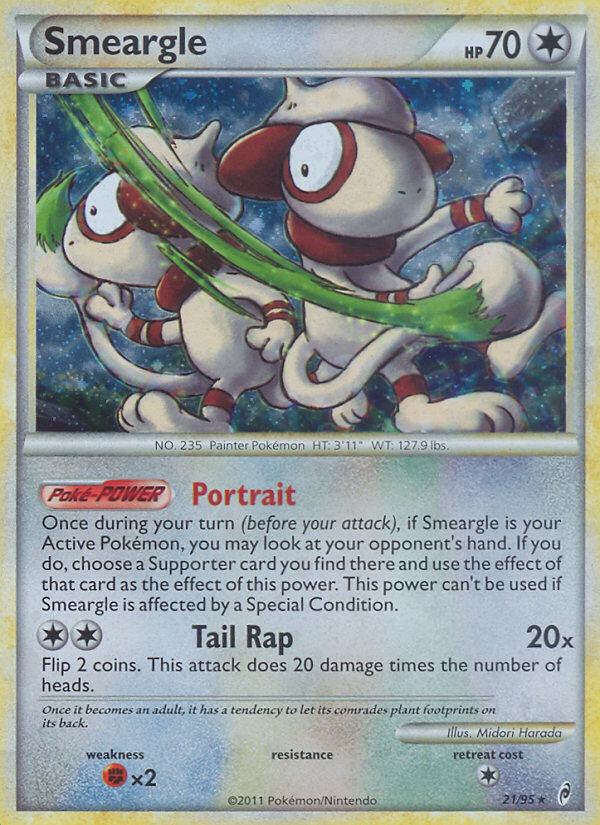 Smeargle
HP 70
BASIC
NO. 235 Painter Pokémon HT: 3'11" WT: 127.9 lbs.
Poké-POWER Portrait
Once during your turn (before your attack), if Smeargle is your
Active Pokémon, you may look at your opponent's hand. If you
do, choose a Supporter card you find there and use the effect of
that card as the effect of this power. This power can't be used if
Smeargle is affected by a Special Condition.
Tail Rap 20x
Flip 2 coins. This attack does 20 damage times the number of
heads.
Once it becomes an adult, it has a tendency to let its comrades plant footprints on
its back.
Illus. Midori Harada
weakness resistance retreat cost
×2
©2011 Pokémon/Nintendo 21/95 ★